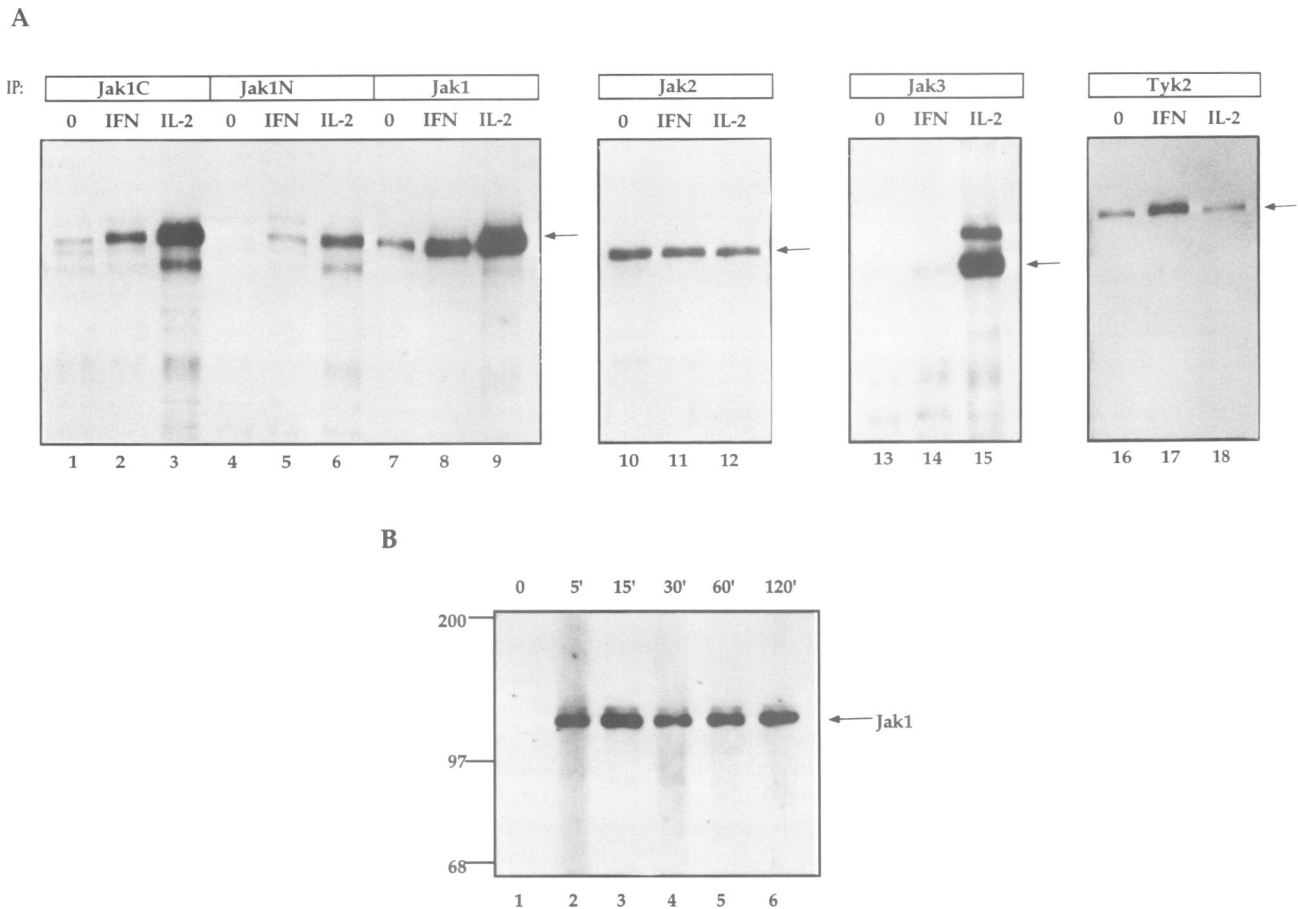 A
IP: Jak1C Jak1N Jak1 Jak2 Jak3 Tyk2
0 IFN IL-2 0 IFN IL-2 0 IFN IL-2 0 IFN IL-2 0 IFN IL-2 0 IFN IL-2
1 2 3 4 5 6 7 8 9 10 11 12 13 14 15 16 17 18
B
0 5' 15' 30' 60' 120'
200
Jak1
97
68
1 2 3 4 5 6